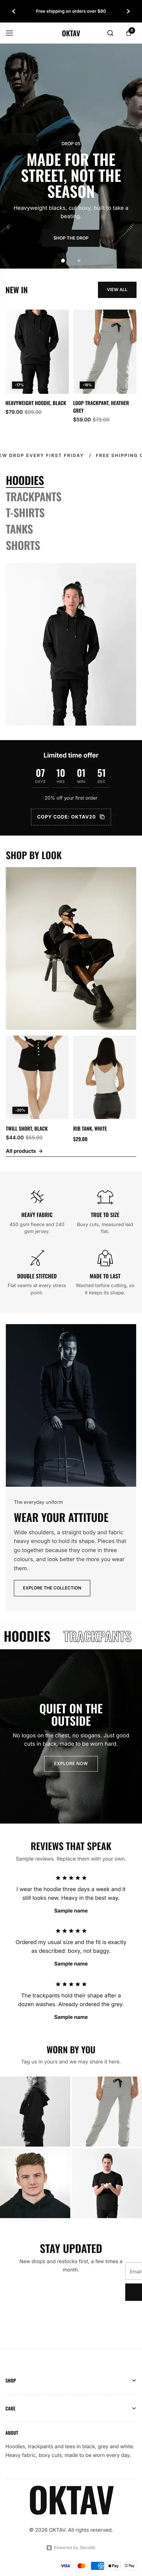 Free shipping on orders over $80
OKTAV
0
DROP 05
MADE FOR THE
STREET, NOT THE
SEASON
Heavyweight blacks, cut boxy, built to take a
beating.
SHOP THE DROP
NEW IN
VIEW ALL
-17%
-18%
HEAVYWEIGHT HOODIE, BLACK
$79.00 $95.00
LOOP TRACKPANT, HEATHER
GREY
$59.00 $72.00
EW DROP EVERY FIRST FRIDAY / FREE SHIPPING O
HOODIES
TRACKPANTS
T-SHIRTS
TANKS
SHORTS
Limited time offer
07 10 01 51
DAYS HRS MIN SEC
20% off your first order
COPY CODE: OKTAV20
SHOP BY LOOK
-20%
TWILL SHORT, BLACK
$44.00 $55.00
RIB TANK, WHITE
$29.00
All products →
HEAVY FABRIC
450 gsm fleece and 240
gsm jersey.
TRUE TO SIZE
Boxy cuts, measured laid
flat.
DOUBLE STITCHED
Flat seams at every stress
point.
MADE TO LAST
Washed before cutting, so
it keeps its shape.
The everyday uniform
WEAR YOUR ATTITUDE
Wide shoulders, a straight body and fabric
heavy enough to hold its shape. Pieces that
go together because they come in three
colours, and look better the more you wear
them.
EXPLORE THE COLLECTION
HOODIES TRACKPANTS
QUIET ON THE
OUTSIDE
No logos on the chest, no slogans. Just good
cuts in black, made to be worn hard.
EXPLORE NOW
REVIEWS THAT SPEAK
Sample reviews. Replace them with your own.
★★★★★
I wear the hoodie three days a week and it
still looks new. Heavy in the best way.
Sample name
★★★★★
Ordered my usual size and the fit is exactly
as described: boxy, not baggy.
Sample name
★★★★★
The trackpants hold their shape after a
dozen washes. Already ordered the grey.
Sample name
WORN BY YOU
Tag us in yours and we may share it here.
STAY UPDATED
New drops and restocks first, a few times a
month.
Email
SHOP
CARE
ABOUT
Hoodies, trackpants and tees in black, grey and white.
Heavy fabric, boxy cuts, made to be worn every day.
OKTAV
© 2026 OKTAV. All rights reserved.
VISA Pay G Pay